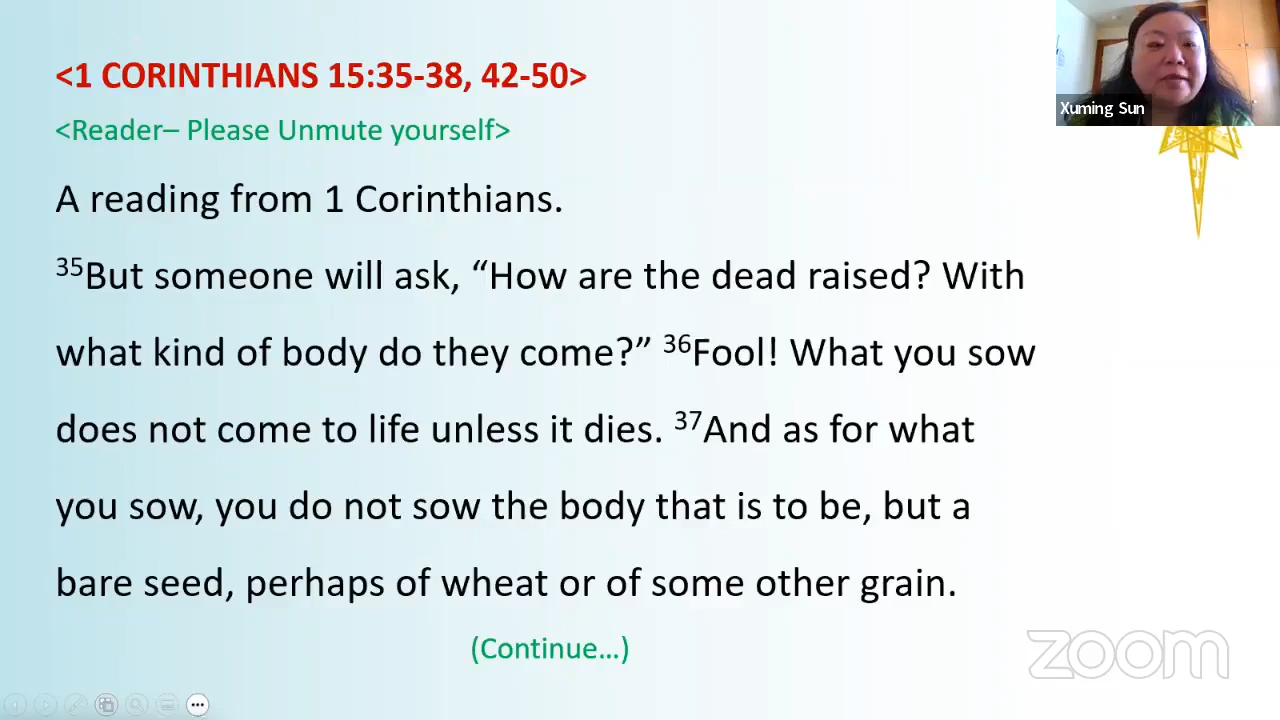 <1 CORINTHIANS 15:35-38, 42-50>
<Reader– Please Unmute yourself>
A reading from 1 Corinthians.
³⁵But someone will ask, “How are the dead raised? With
what kind of body do they come?” ³⁶Fool! What you sow
does not come to life unless it dies. ³⁷And as for what
you sow, you do not sow the body that is to be, but a
bare seed, perhaps of wheat or of some other grain.
(Continue…)
Xuming Sun
zoom